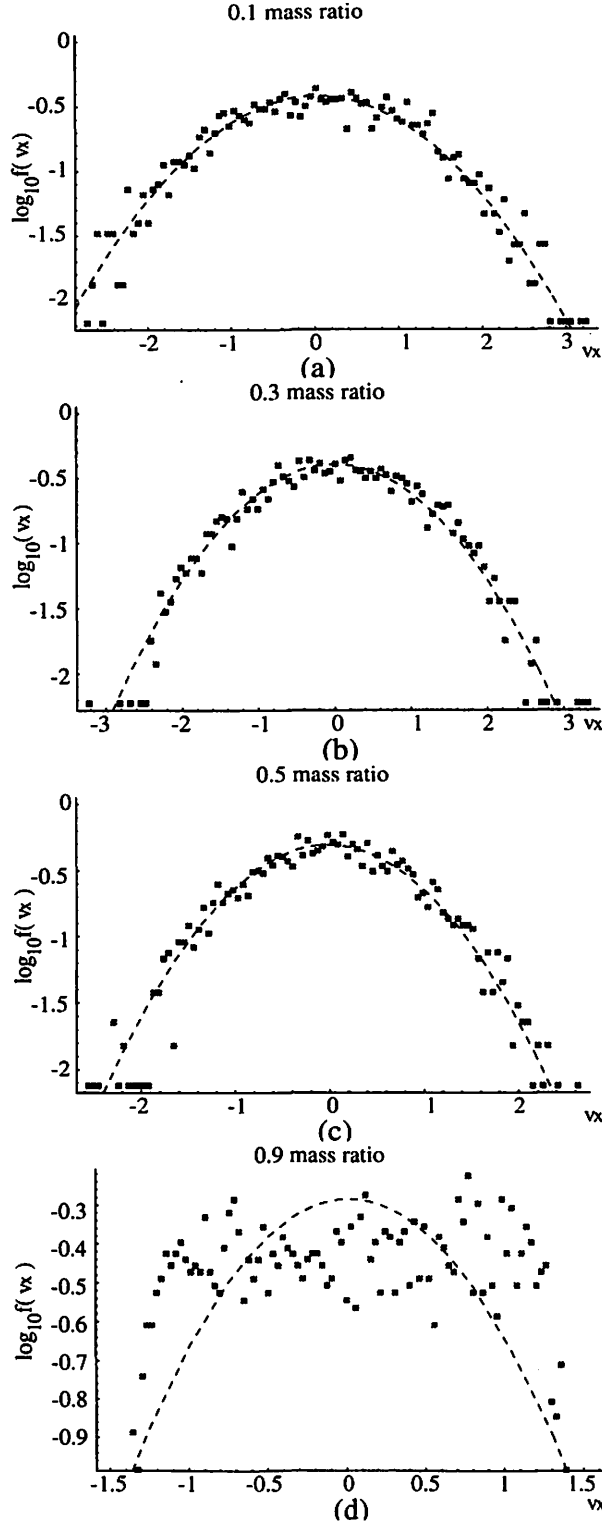 0.1 mass ratio
0
-0.5
-1
-1.5
-2
log10f(vx)
-2 -1 0 1 2 3 vx
(a)
0.3 mass ratio
0
-0.5
-1
-1.5
-2
log10(vx)
-3 -2 -1 0 1 2 3 vx
(b)
0.5 mass ratio
0
-0.5
-1
-1.5
-2
log10f( vx)
-2 -1 0 1 2 vx
(c)
0.9 mass ratio
-0.3
-0.4
-0.5
-0.6
-0.7
-0.8
-0.9
log10f( vx)
-1.5 -1 -0.5 0 0.5 1 1.5 vx
(d)